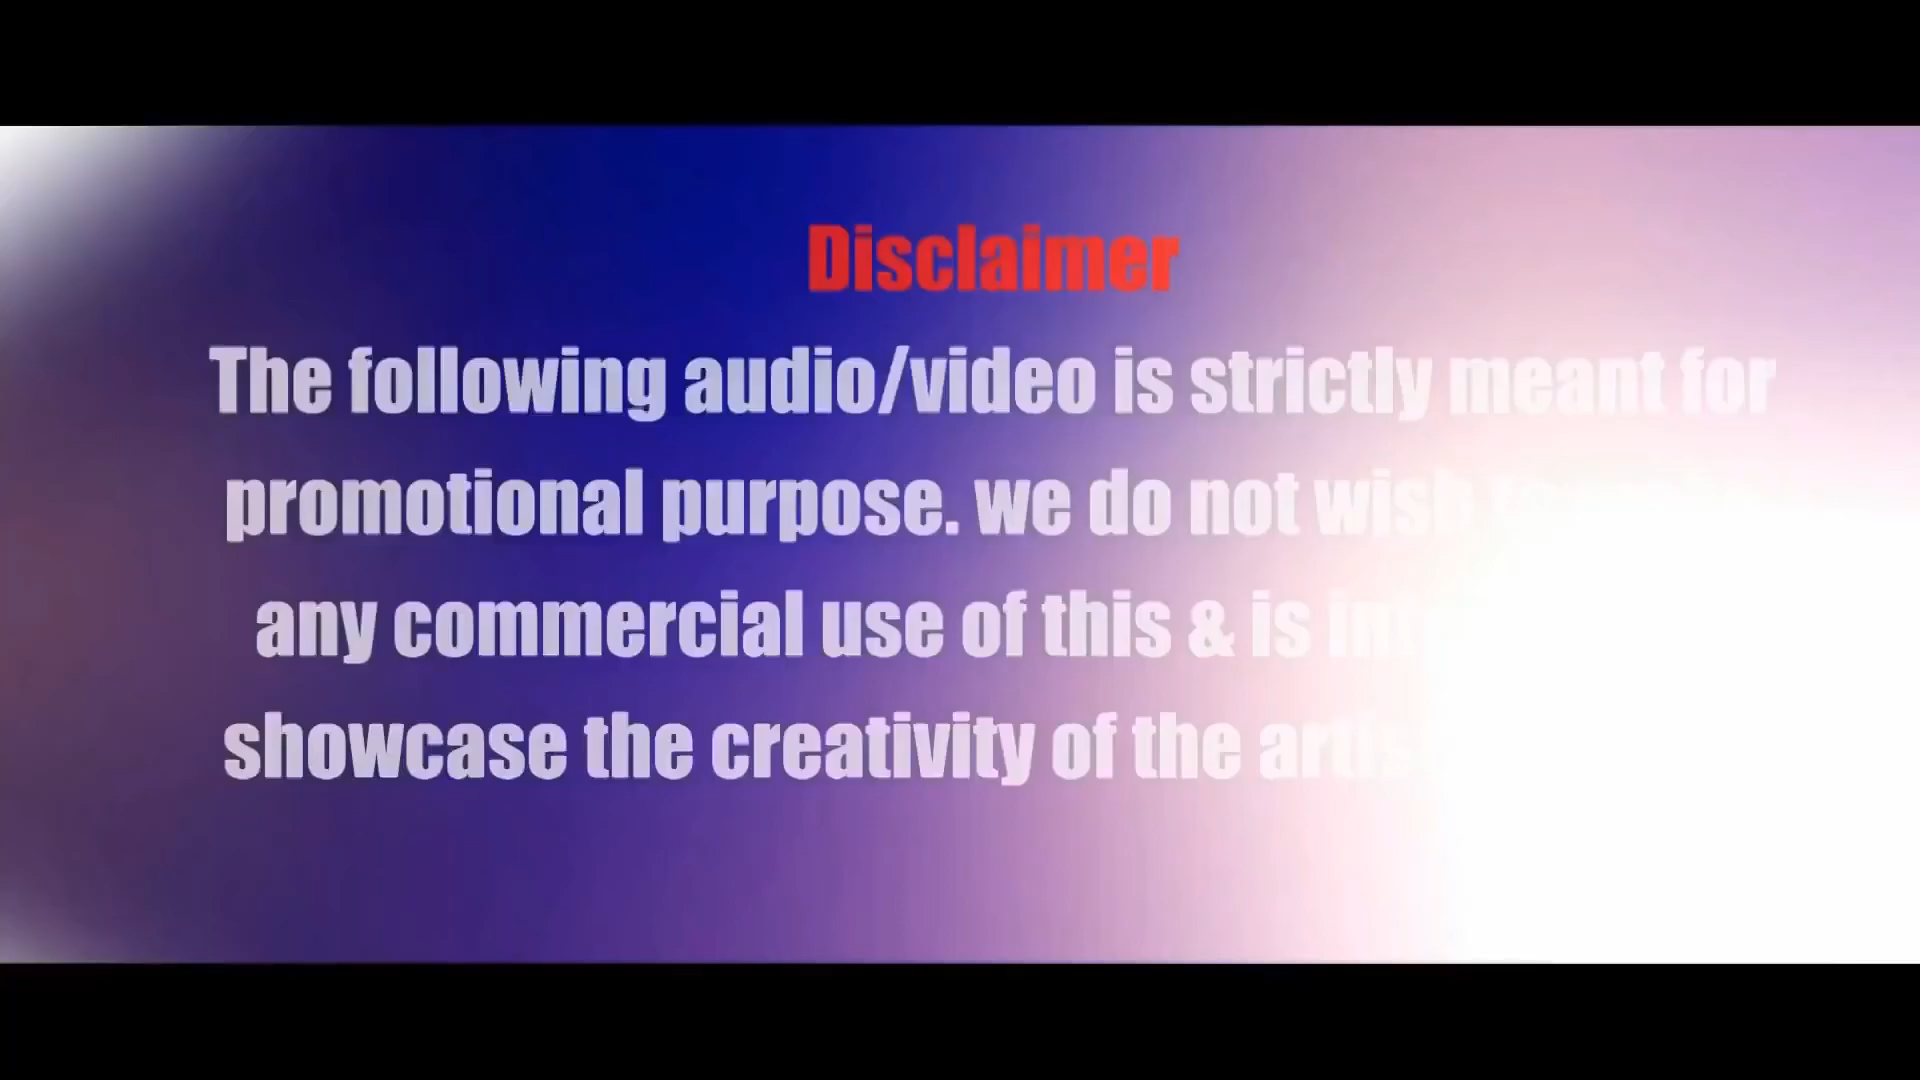 Disclaimer
The following audio/video is strictly meant for
promotional purpose. we do not wish
any commercial use of this & is
showcase the creativity of the